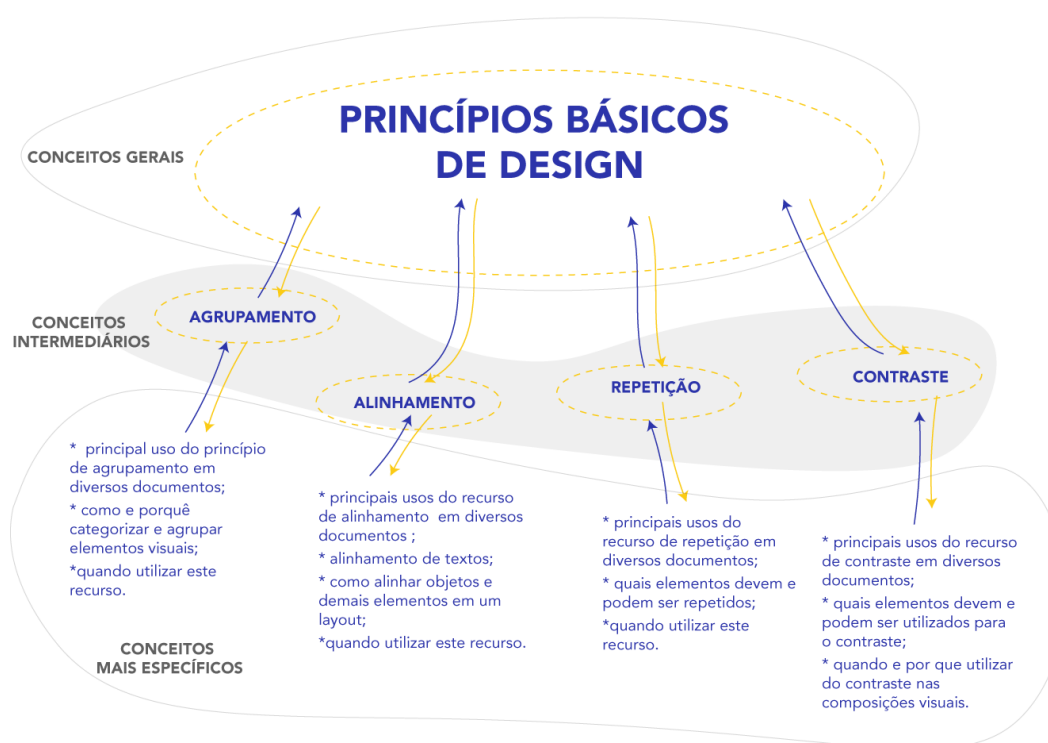 PRINCÍPIOS BÁSICOS
DE DESIGN
CONCEITOS GERAIS
CONCEITOS
INTERMEDIÁRIOS
AGRUPAMENTO
ALINHAMENTO
REPETIÇÃO
CONTRASTE
* principal uso do princípio
de agrupamento em
diversos documentos;
* como e porquê
categorizar e agrupar
elementos visuais;
*quando utilizar este
recurso.
* principais usos do recurso
de alinhamento em diversos
documentos ;
* alinhamento de textos;
* como alinhar objetos e
demais elementos em um
layout;
*quando utilizar este recurso.
* principais usos do
recurso de repetição em
diversos documentos;
* quais elementos devem e
podem ser repetidos;
*quando utilizar este
recurso.
* principais usos do recurso
de contraste em diversos
documentos;
* quais elementos devem e
podem ser utilizados para
o contraste;
* quando e por que utilizar
do contraste nas
composições visuais.
CONCEITOS
MAIS ESPECÍFICOS